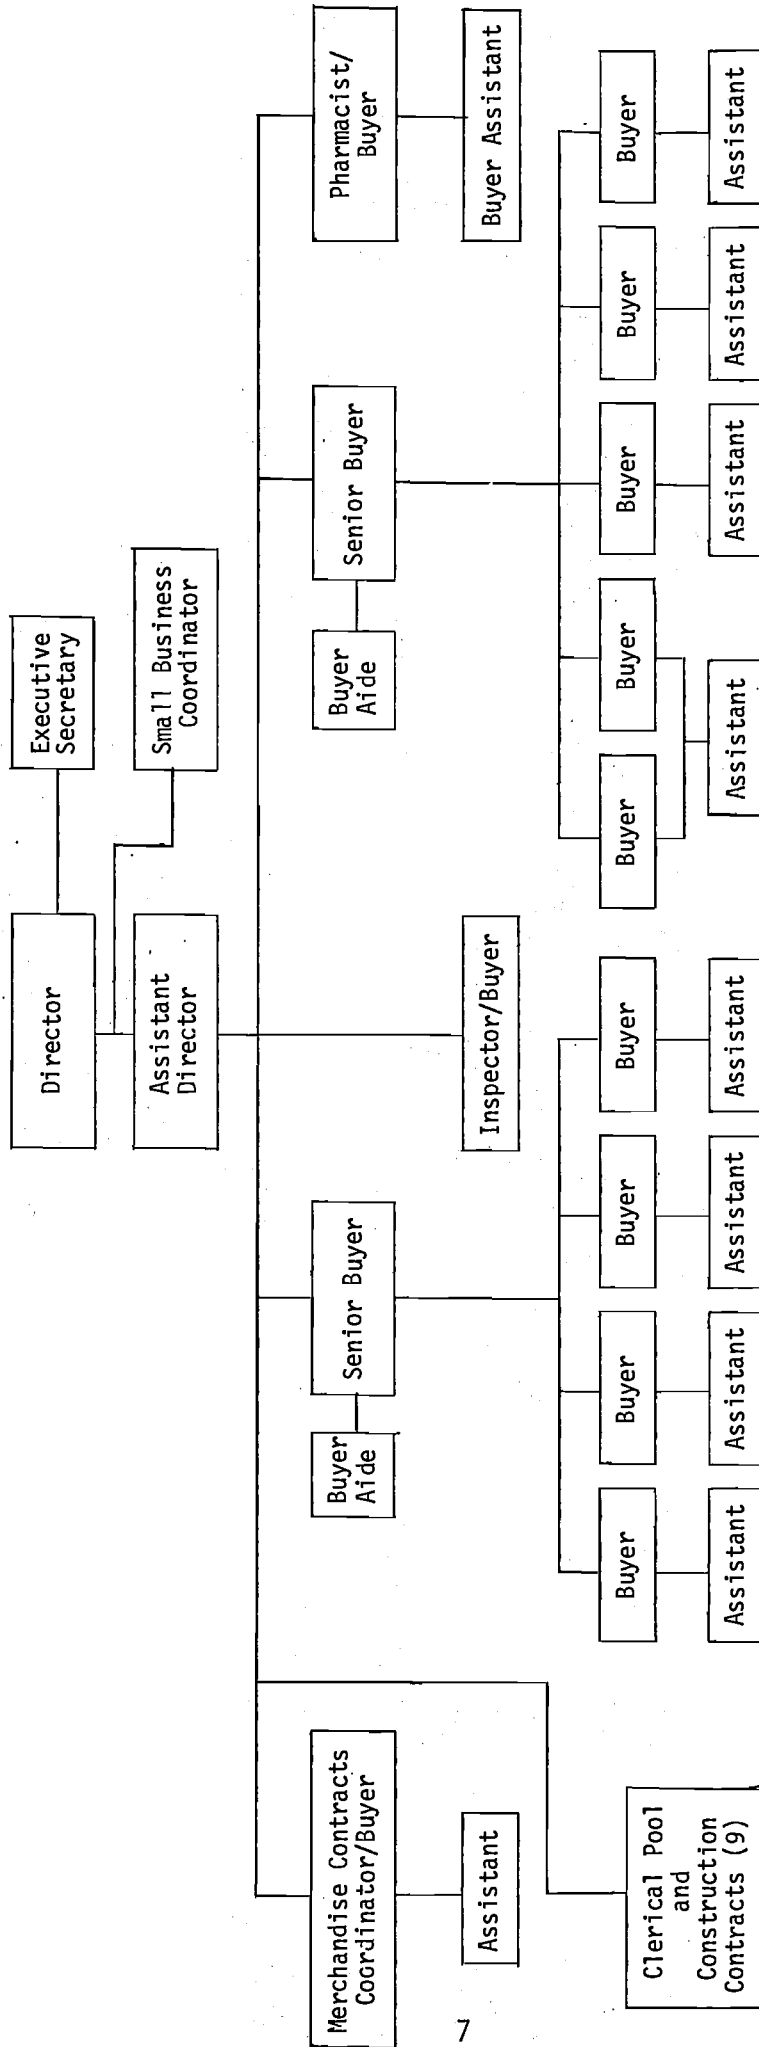 Director
Executive
Secretary
Small Business
Coordinator
Assistant
Director
Merchandise Contracts
Coordinator/Buyer
Buyer
Aide
Senior Buyer
Buyer
Aide
Senior Buyer
Pharmacist/
Buyer
Assistant
Inspector/Buyer
Buyer Assistant
Clerical Pool
and
Construction
Contracts (9)
Buyer
Buyer
Buyer
Buyer
Buyer
Buyer
Buyer
Buyer
Buyer
Assistant
Assistant
Assistant
Assistant
Assistant
Assistant
Assistant
Assistant
7